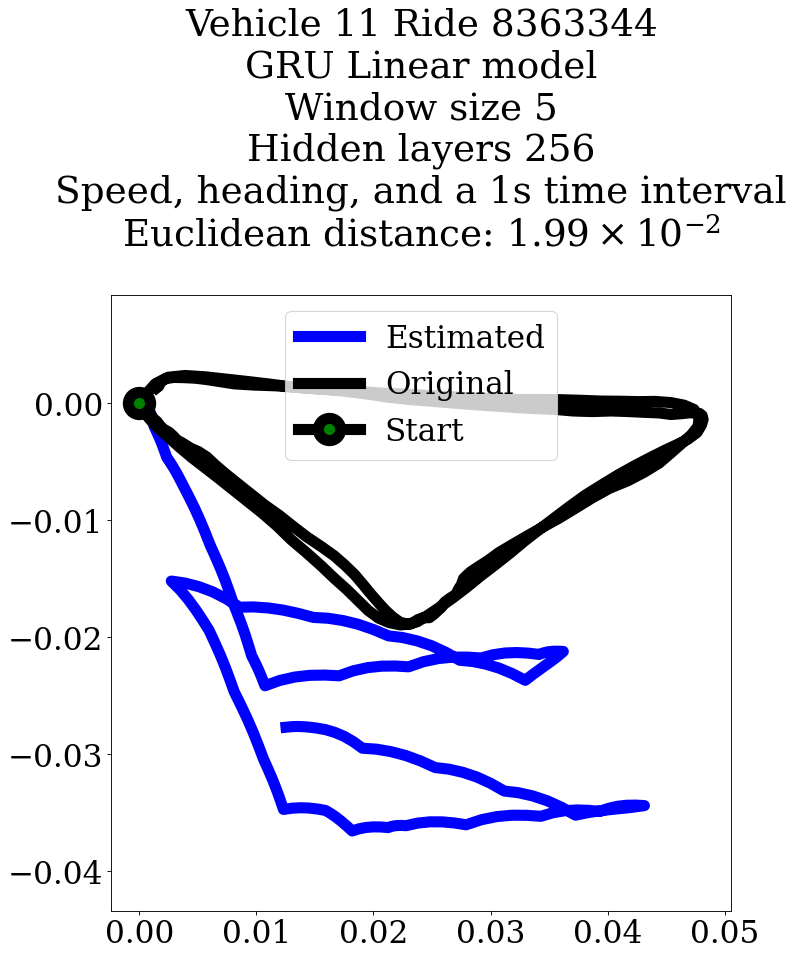 Vehicle 11 Ride 8363344
GRU Linear model
Window size 5
Hidden layers 256
Speed, heading, and a 1s time interval
Euclidean distance: 1.99 × 10⁻²
Estimated
Original
Start
0.00
−0.01
−0.02
−0.03
−0.04
0.00 0.01 0.02 0.03 0.04 0.05